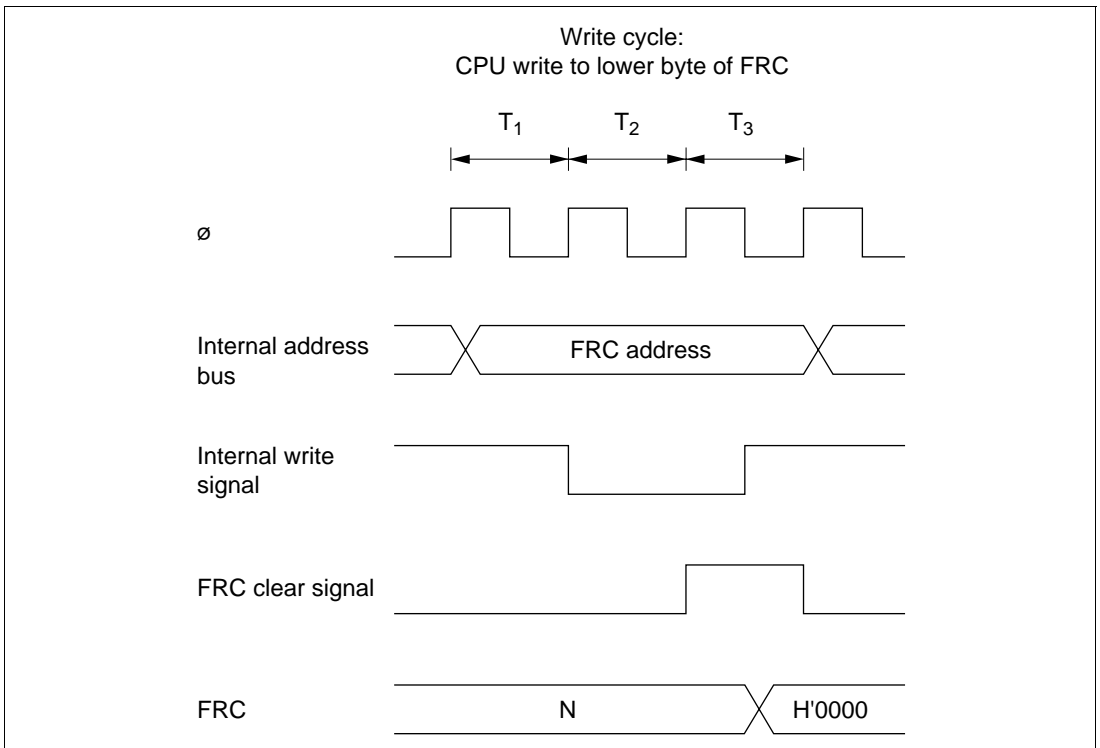 Write cycle:
CPU write to lower byte of FRC
T1 T2 T3
ø
Internal address
bus
FRC address
Internal write
signal
FRC clear signal
FRC N H'0000